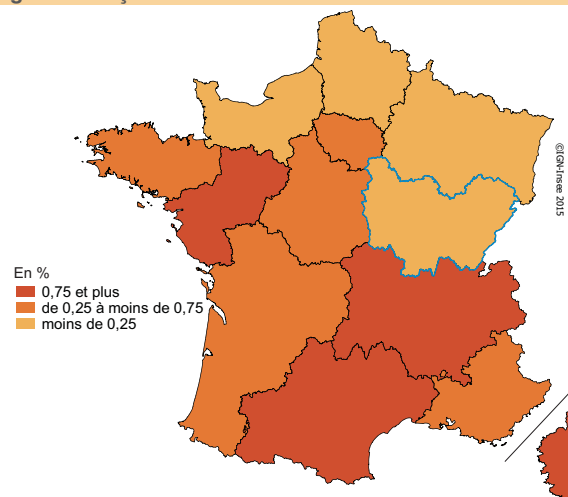 En %
0,75 et plus
de 0,25 à moins de 0,75
moins de 0,25
©IGN-Insee 2015